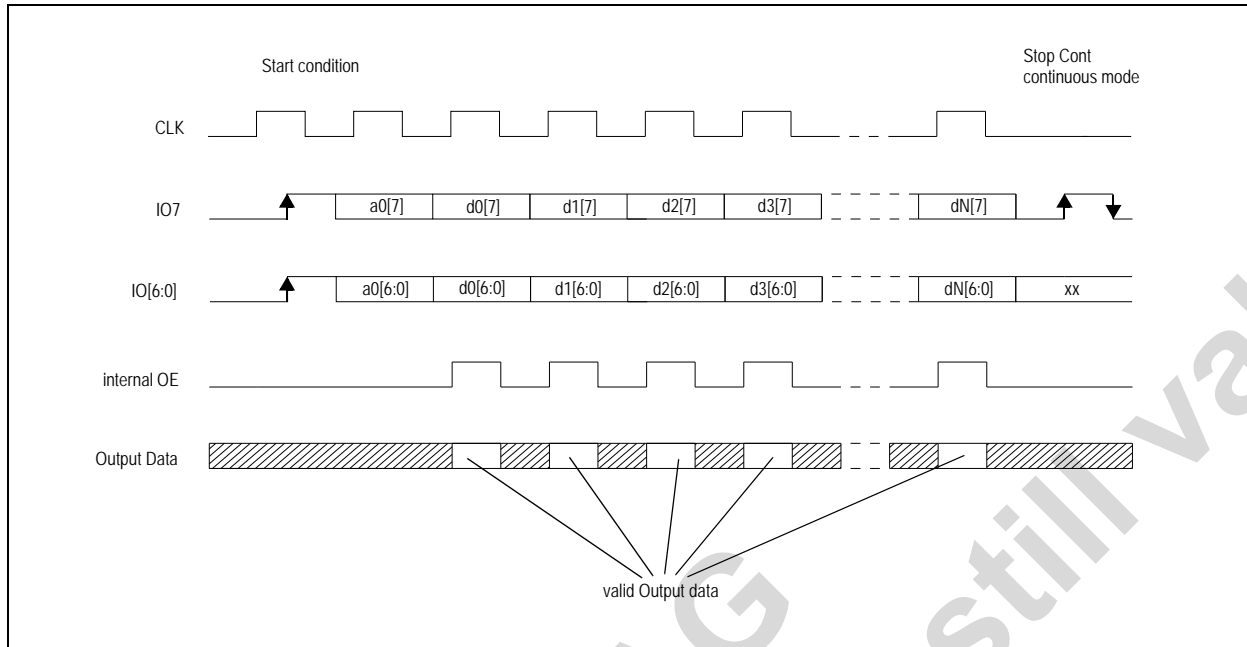 Start condition
Stop Cont
continuous mode
CLK
IO7
a0[7] d0[7] d1[7] d2[7] d3[7] dN[7]
IO[6:0]
a0[6:0] d0[6:0] d1[6:0] d2[6:0] d3[6:0] dN[6:0] xx
internal OE
Output Data
valid Output data
G
still